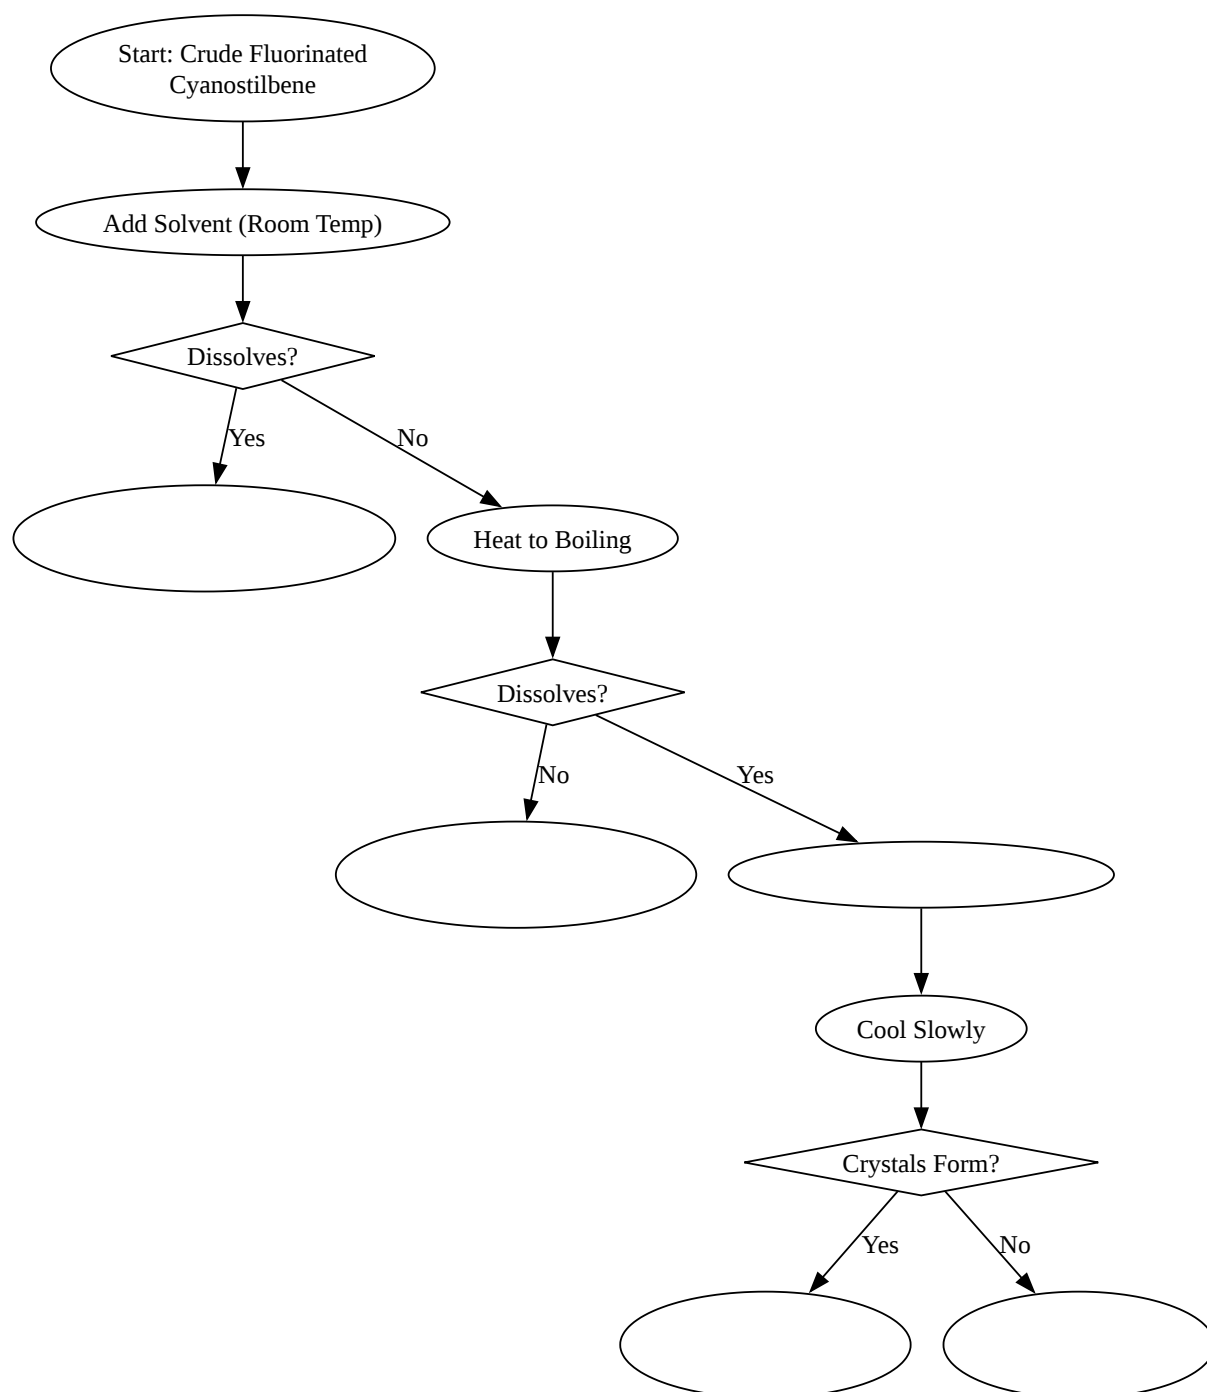 Start: Crude Fluorinated
Cyanostilbene
Add Solvent (Room Temp)
Dissolves?
Yes
No
Heat to Boiling
Dissolves?
No
Yes
Cool Slowly
Crystals Form?
Yes
No